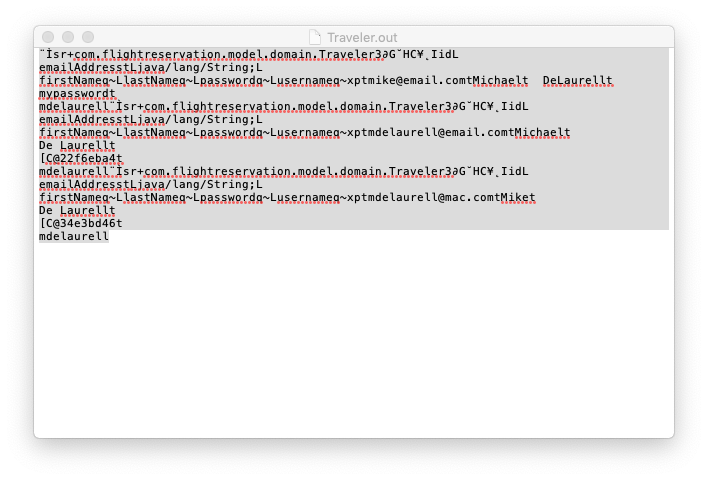 Traveler.out
¨Ìsr+com.flightreservation.model.domain.Traveler3∂G˘HC¥¸IidL
emailAddresstLjava/lang/String;L
firstNameq~LlastNameq~Lpasswordq~Lusernameq~xptmike@email.comtMichaelt DeLaurellt
mypasswordt
mdelaurell¨Ìsr+com.flightreservation.model.domain.Traveler3∂G˘HC¥¸IidL
emailAddresstLjava/lang/String;L
firstNameq~LlastNameq~Lpasswordq~Lusernameq~xptmdelaurell@email.comtMichaelt
De Laurellt
[C@22f6eba4t
mdelaurell¨Ìsr+com.flightreservation.model.domain.Traveler3∂G˘HC¥¸IidL
emailAddresstLjava/lang/String;L
firstNameq~LlastNameq~Lpasswordq~Lusernameq~xptmdelaurell@mac.comtMiket
De Laurellt
[C@34e3bd46t
mdelaurell